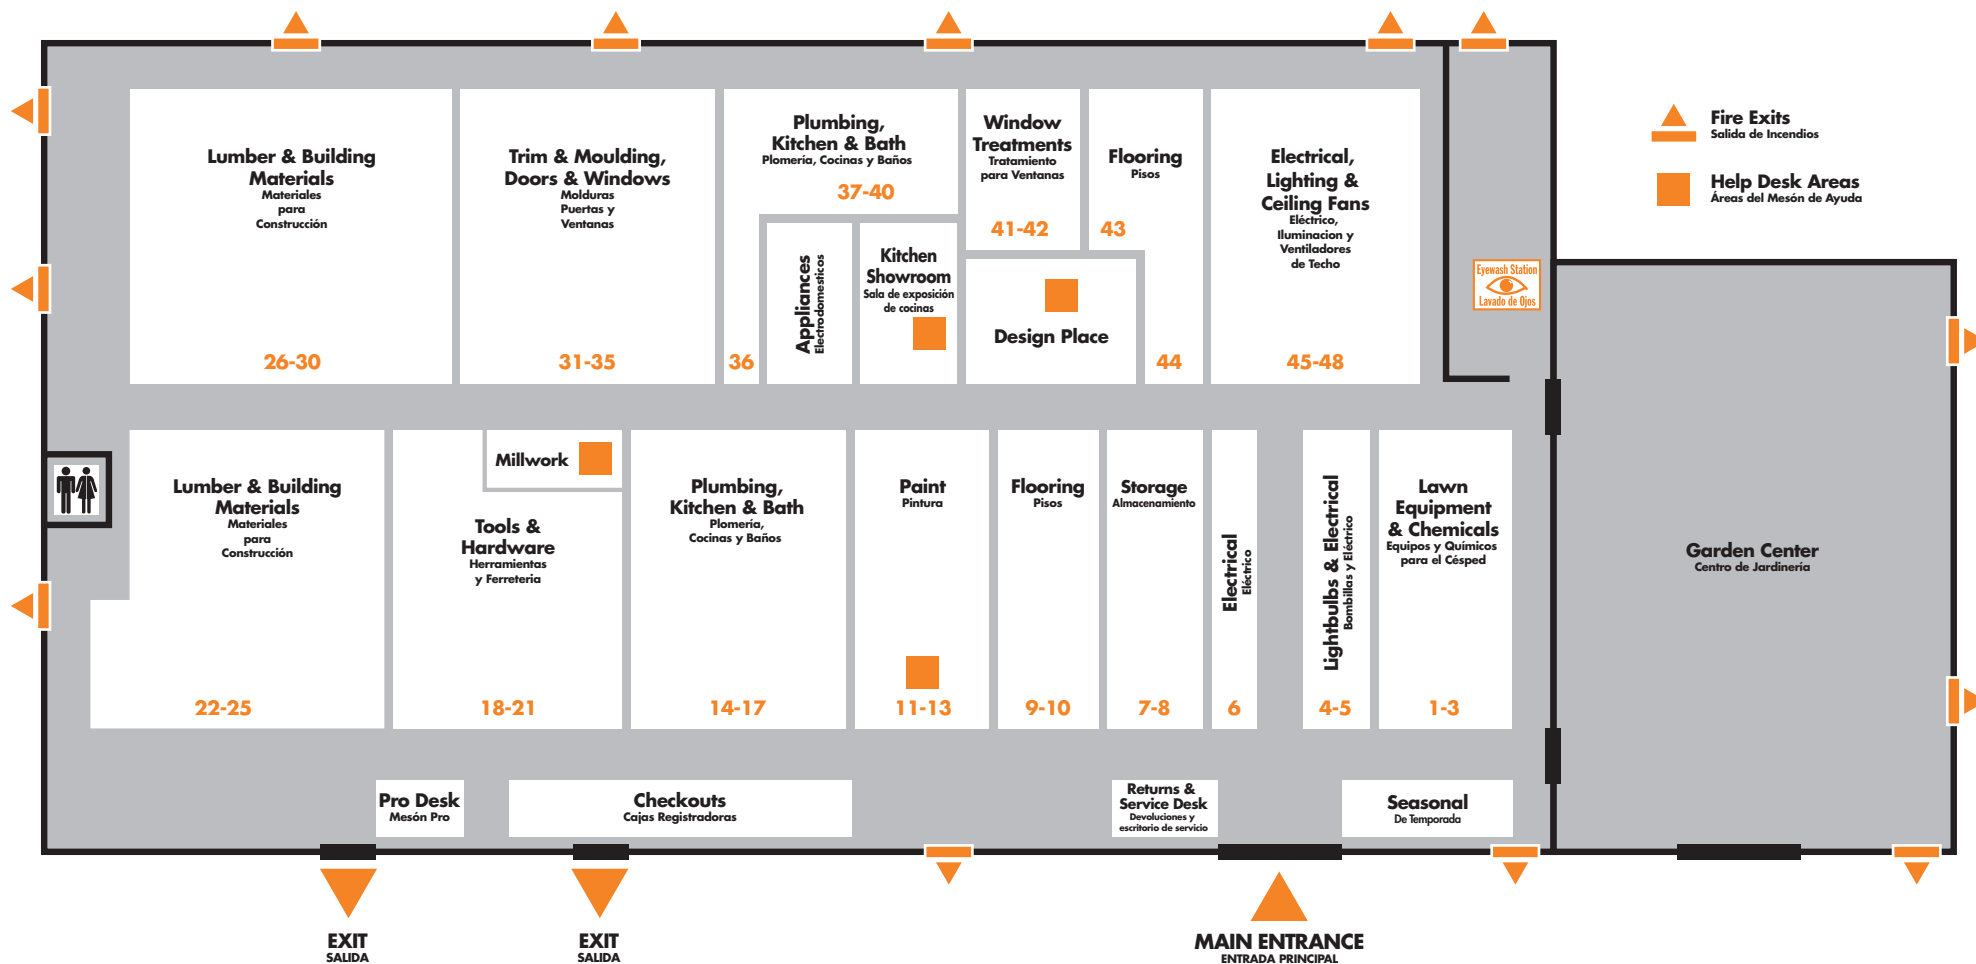 Fire Exits
Salida de Incendios
Help Desk Areas
Áreas del Mesón de Ayuda
Lumber & Building
Materials
Materiales
para
Construcción
26-30
Trim & Moulding,
Doors & Windows
Molduras
Puertas y
Ventanas
31-35
Plumbing,
Kitchen & Bath
Plomería, Cocinas y Baños
37-40
36
Appliances
Electrodomesticos
Kitchen
Showroom
Sala de exposición
de cocinas
Window
Treatments
Tratamiento
para Ventanas
41-42
Design Place
Flooring
Pisos
43
44
Electrical,
Lighting &
Ceiling Fans
Eléctrico,
Iluminacion y
Ventiladores
de Techo
45-48
Eyewash Station
Lavado de Ojos
Lumber & Building
Materials
Materiales
para
Construcción
22-25
Millwork
Tools &
Hardware
Herramientas
y Ferreteria
18-21
Plumbing,
Kitchen & Bath
Plomería,
Cocinas y Baños
14-17
Paint
Pintura
11-13
Flooring
Pisos
9-10
Storage
Almacenamiento
7-8
Electrical
Eléctrico
6
Lightbulbs & Electrical
Bombillas y Eléctrico
4-5
Lawn
Equipment
& Chemicals
Equipos y Químicos
para el Césped
1-3
Garden Center
Centro de Jardinería
Pro Desk
Mesón Pro
Checkouts
Cajas Registradoras
Returns &
Service Desk
Devoluciones y
escritorio de servicio
Seasonal
De Temporada
EXIT
SALIDA
EXIT
SALIDA
MAIN ENTRANCE
ENTRADA PRINCIPAL